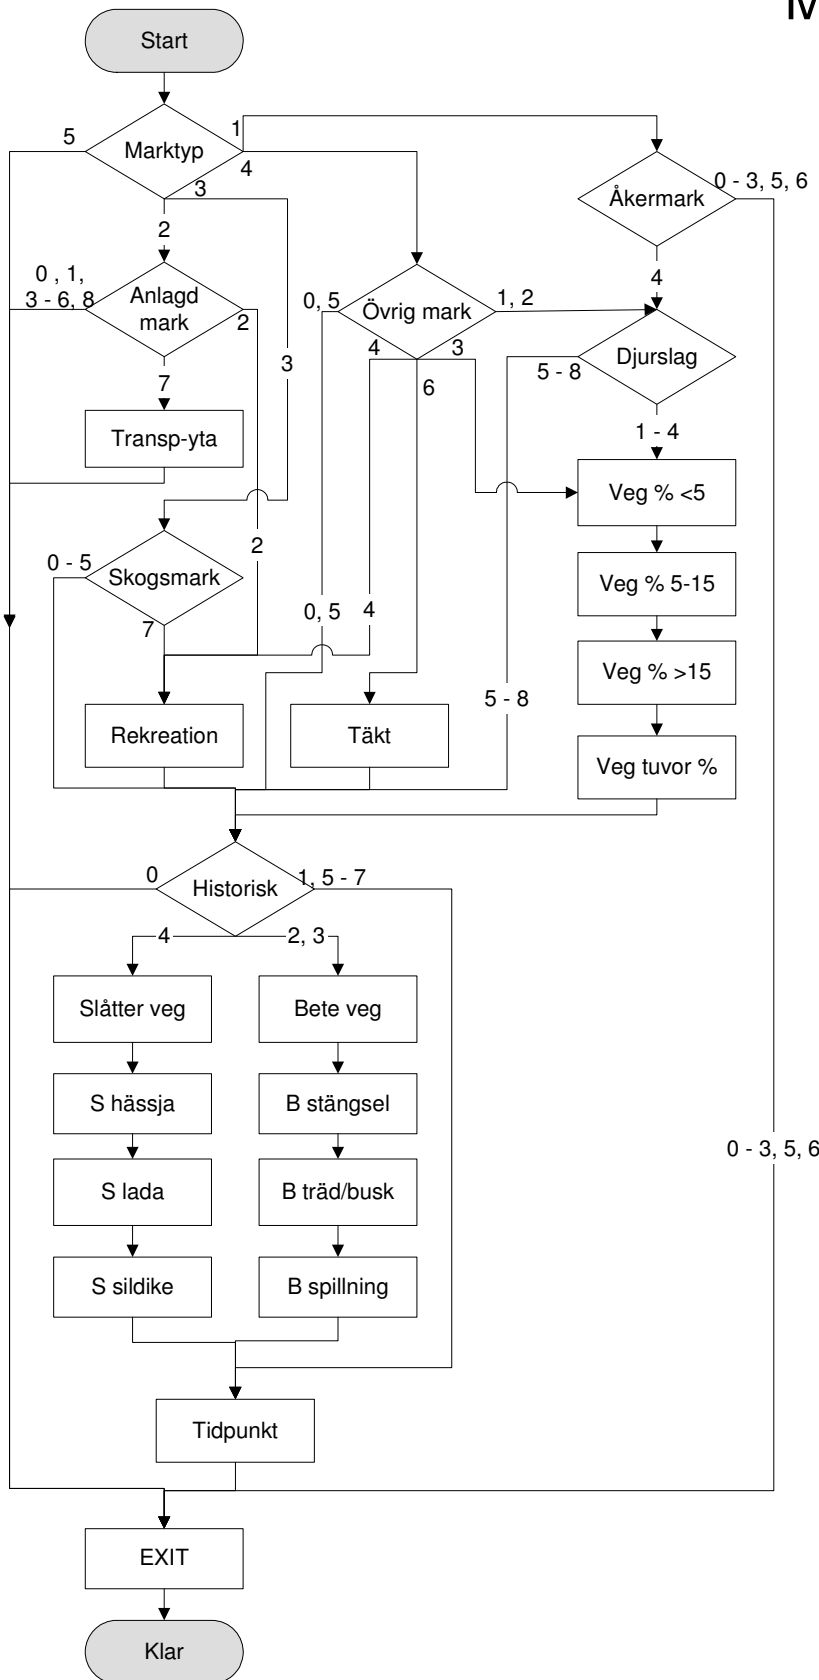 IV
Start
Marktyp
5
1
4
3
2
Åkermark
0 - 3, 5, 6
4
Anlagd
mark
0 , 1,
3 - 6, 8
2
7
3
Övrig mark
0, 5
1, 2
4
3
6
Djurslag
5 - 8
1 - 4
Transp-yta
Veg % <5
Skogsmark
0 - 5
7
2
0, 5
4
Veg % 5-15
Veg % >15
5 - 8
Rekreation
Täkt
Veg tuvor %
Historisk
0
1, 5 - 7
4
2, 3
Slåtter veg
Bete veg
S hässja
B stängsel
0 - 3, 5, 6
S lada
B träd/busk
S sildike
B spillning
Tidpunkt
EXIT
Klar